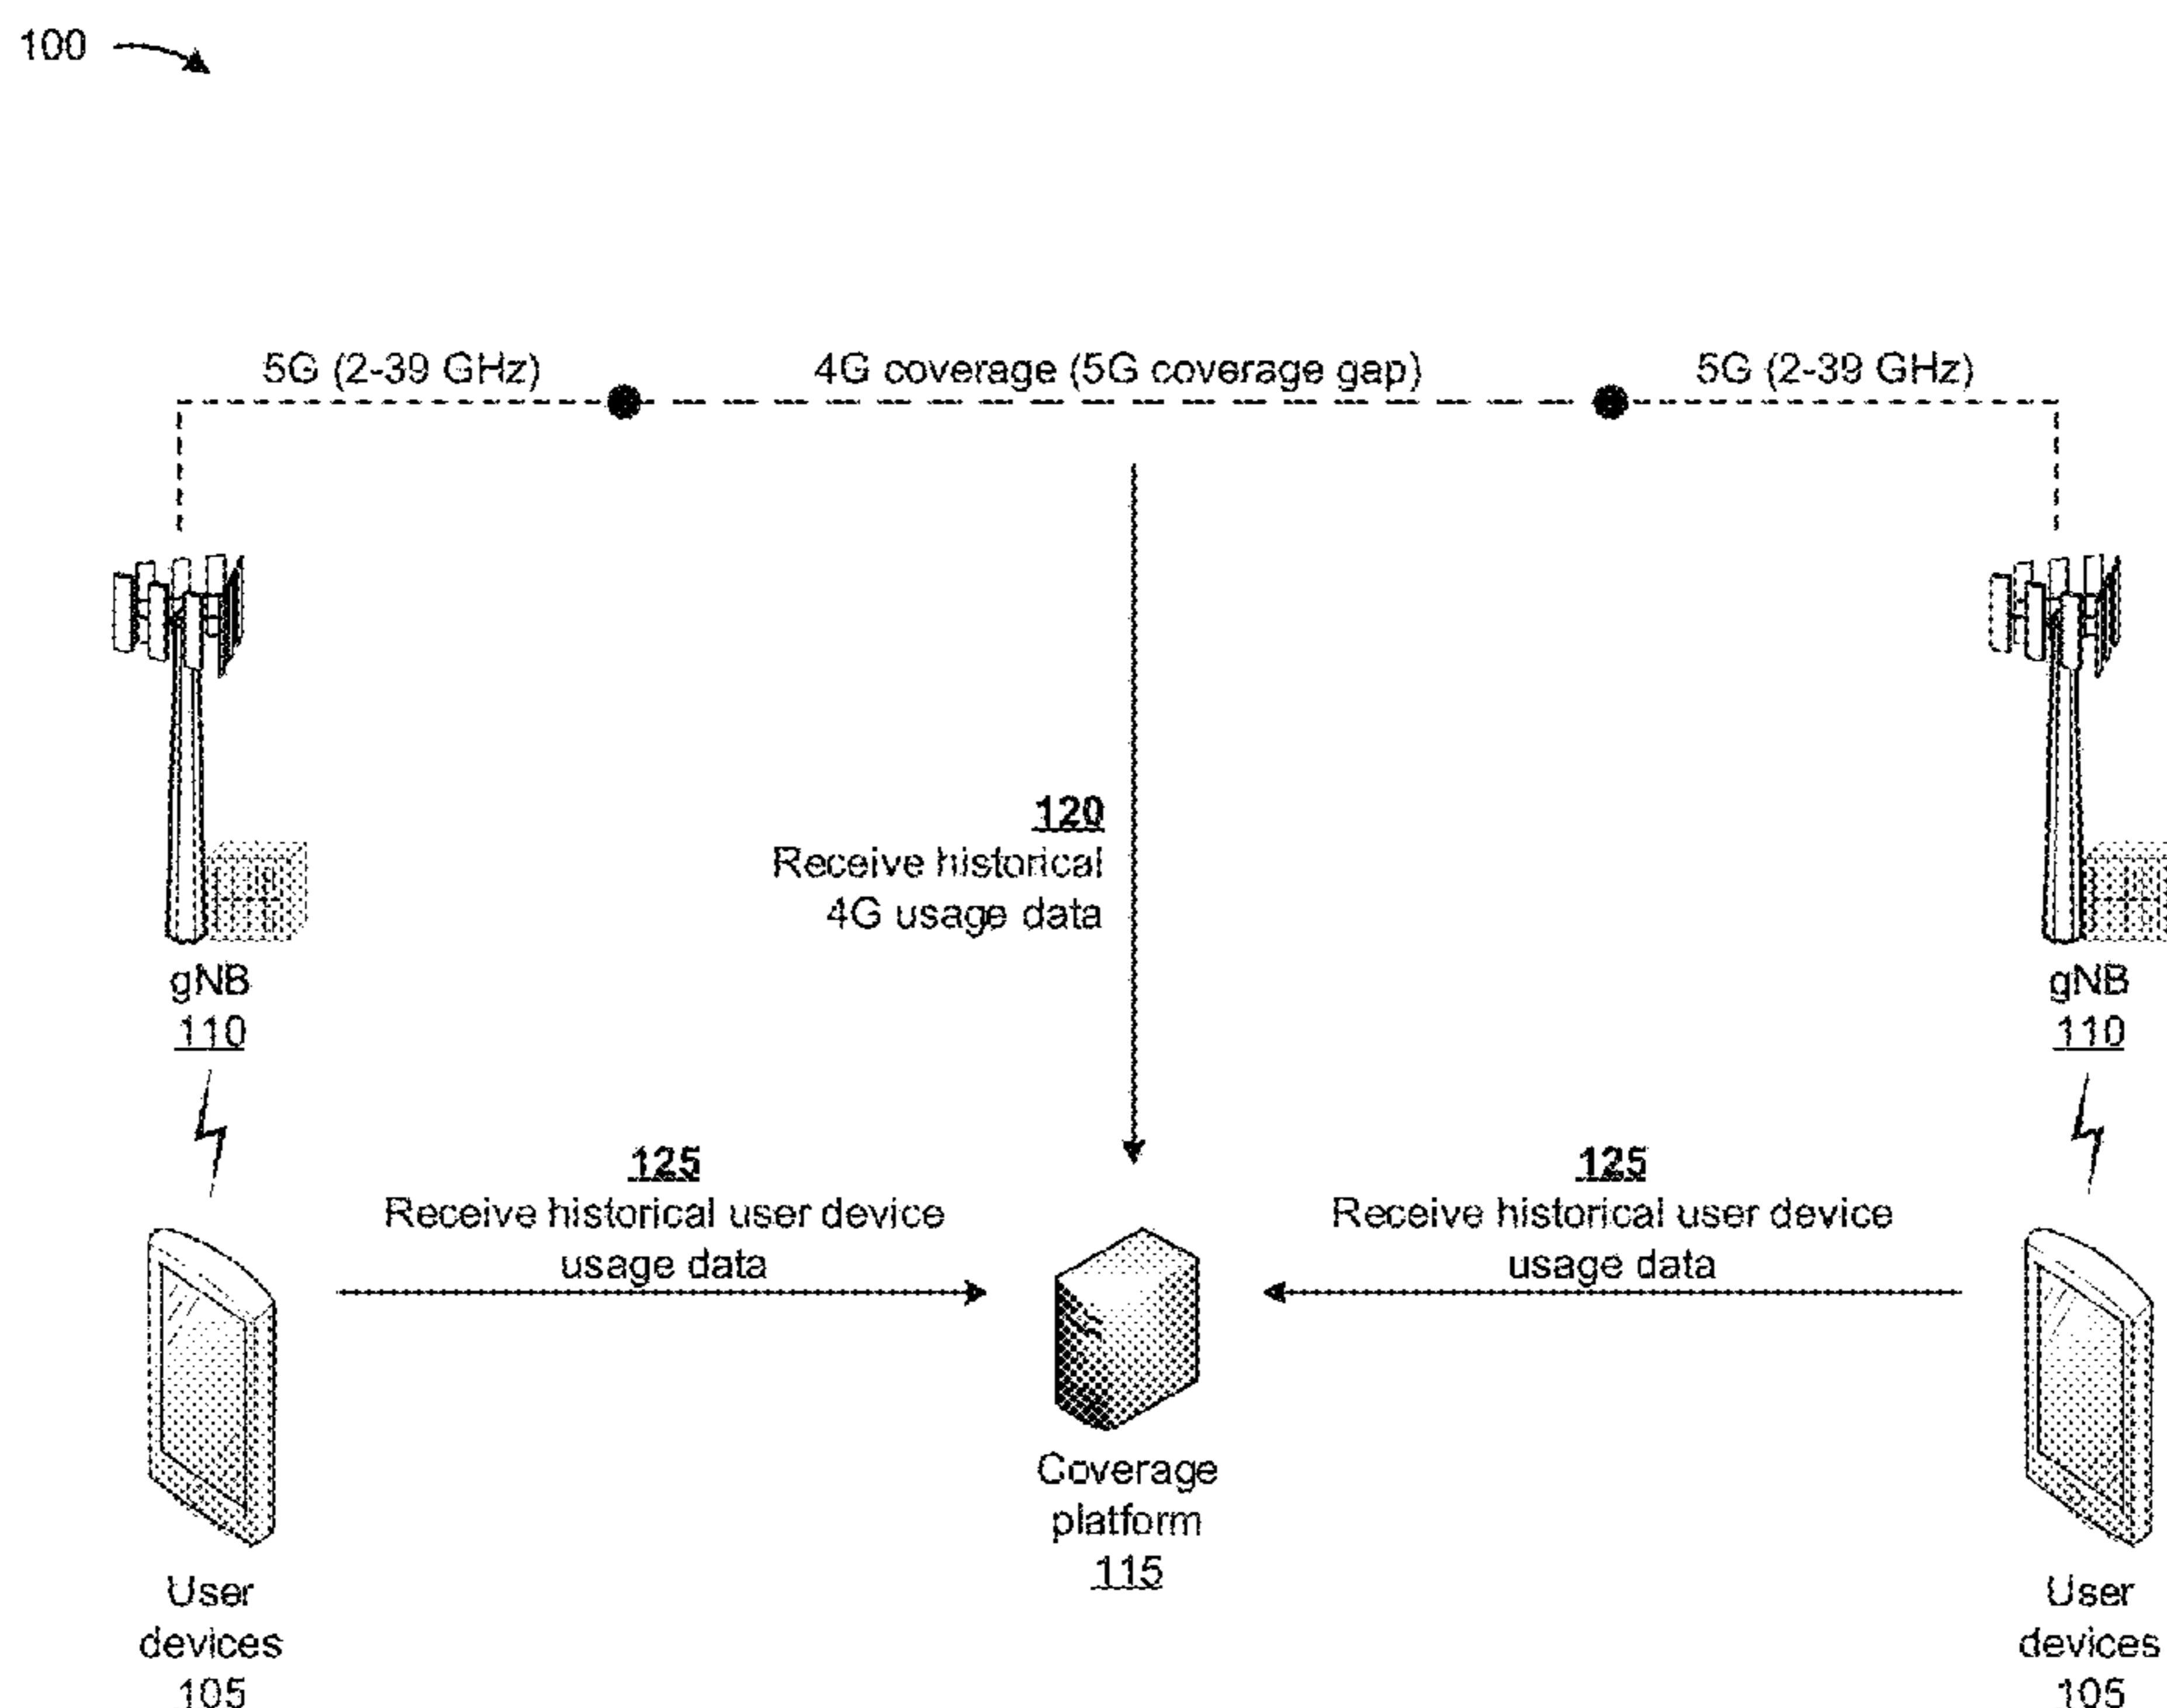 100
5G (2-39 GHz)
4G coverage (5G coverage gap)
5G (2-39 GHz)
120
Receive historical
4G usage data
gNB
110
gNB
110
125
Receive historical user device
usage data
125
Receive historical user device
usage data
Coverage
platform
115
User
devices
105
User
devices
105